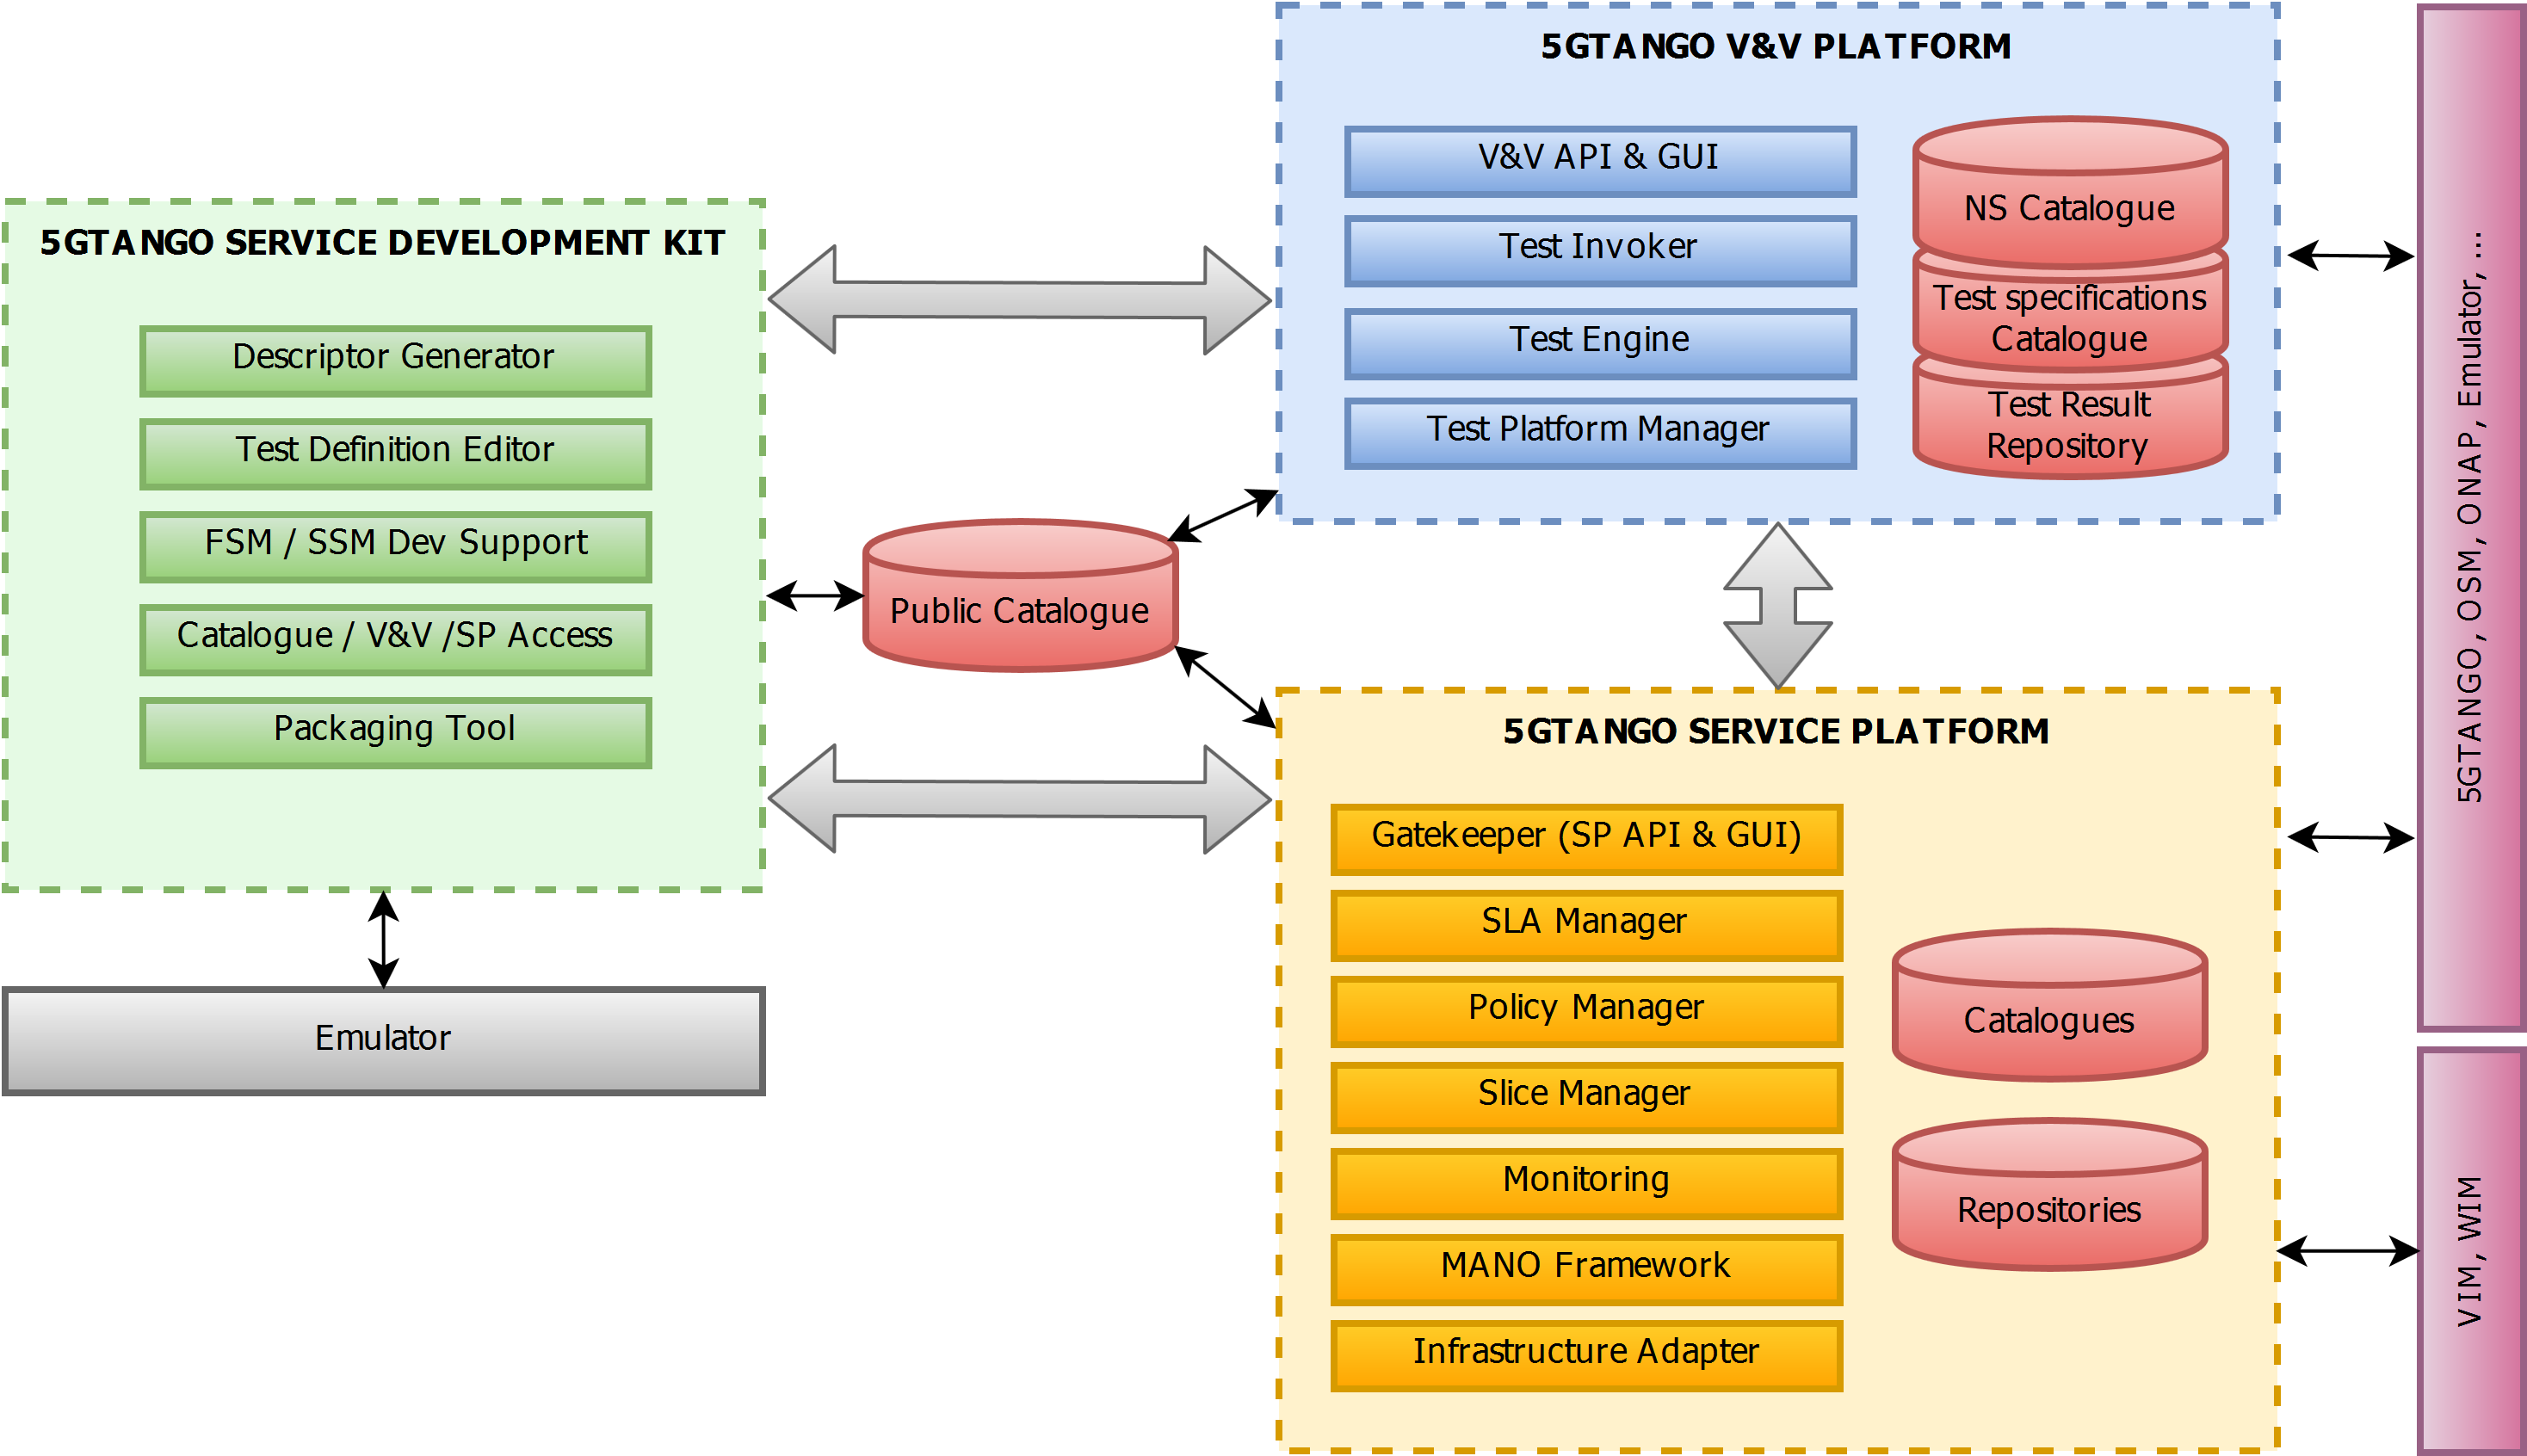 5GTANGO V&V PLATFORM
V&V API & GUI
Test Invoker
Test Engine
Test Platform Manager
NS Catalogue
Test specifications
Catalogue
Test Result
Repository
5GTANGO SERVICE DEVELOPMENT KIT
Descriptor Generator
Test Definition Editor
FSM / SSM Dev Support
Catalogue / V&V /SP Access
Packaging Tool
Public Catalogue
Emulator
5GTANGO SERVICE PLATFORM
Gatekeeper (SP API & GUI)
SLA Manager
Policy Manager
Slice Manager
Monitoring
MANO Framework
Infrastructure Adapter
Catalogues
Repositories
5GTANGO, OSM, ONAP, Emulator, ...
VIM, WIM